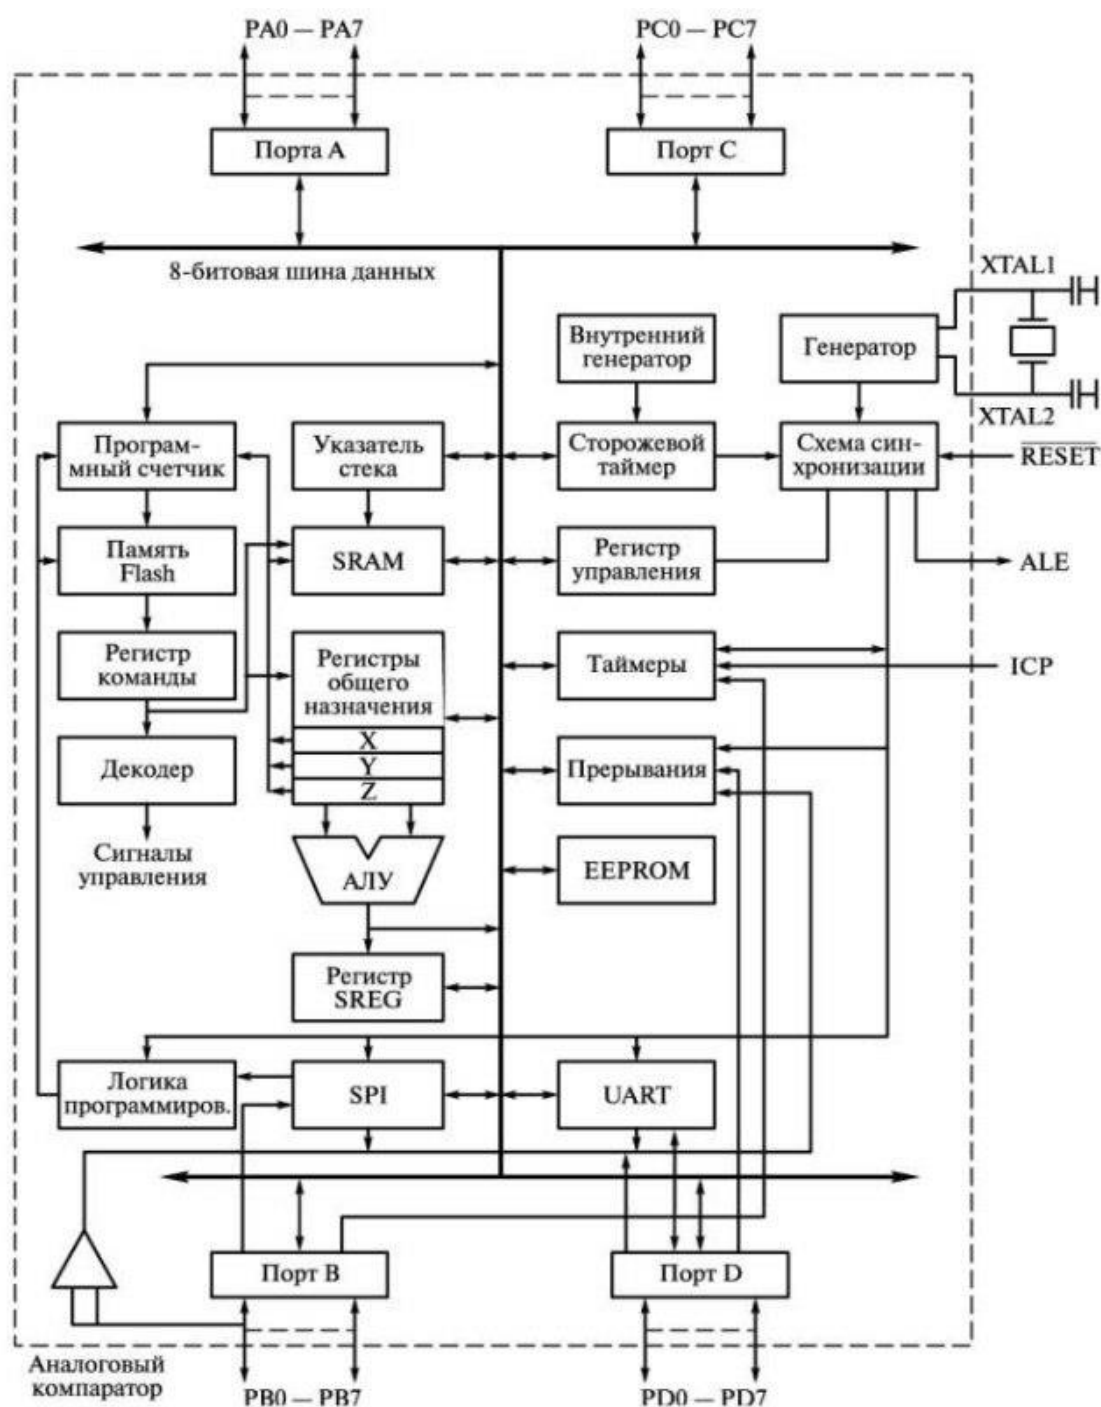 PA0 — PA7
PC0 — PC7
Порта A
Порт C
8-битовая шина данных
XTAL1
Внутренний
генератор
Генератор
XTAL2
Програм-
мный счетчик
Указатель
стека
Сторожевой
таймер
Схема син-
хронизации
RESET
Память
Flash
SRAM
Регистр
управления
ALE
Регистр
команды
Регистры
общего
назначения
Таймеры
ICP
X
Y
Z
Декодер
Прерывания
Сигналы
управления
АЛУ
EEPROM
Регистр
SREG
Логика
программиров.
SPI
UART
Порт B
Порт D
Аналоговый
компаратор
PB0 — PB7
PD0 — PD7